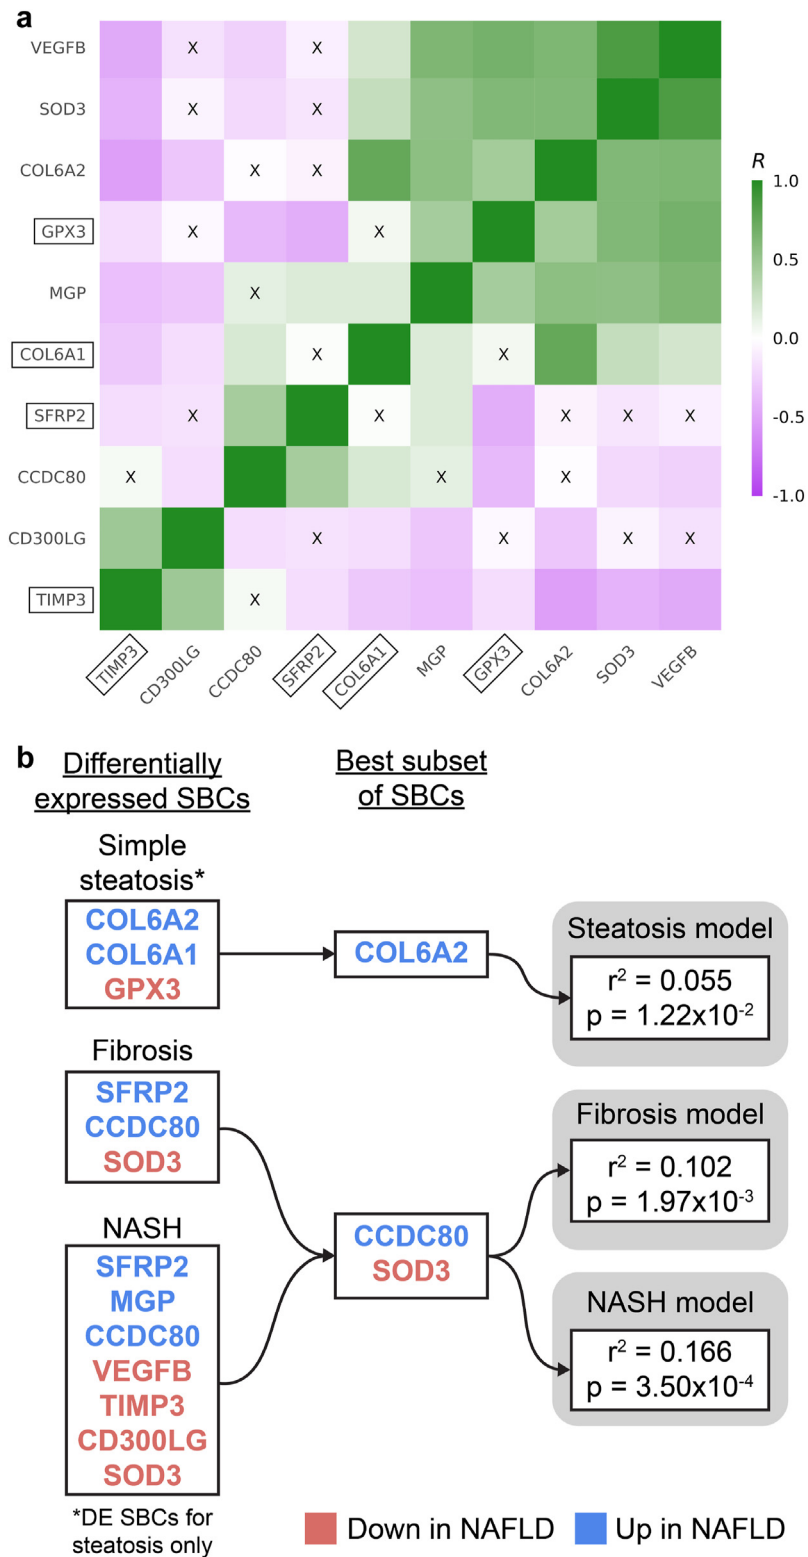 a
VEGFB X X
SOD3 X X
COL6A2 X X
GPX3 X X
MGP X
COL6A1 X X
SFRP2 X X X X X
CCDC80 X X X
CD300LG X X X X
TIMP3 X
R
1.0
0.5
0.0
-0.5
-1.0
TIMP3 CD300LG CCDC80 SFRP2 COL6A1 MGP GPX3 COL6A2 SOD3 VEGFB
b
Differentially
expressed SBCs
Best subset
of SBCs
Simple
steatosis*
COL6A2
COL6A1
GPX3
COL6A2
Steatosis model
r² = 0.055
p = 1.22x10⁻²
Fibrosis
SFRP2
CCDC80
SOD3
NASH
SFRP2
MGP
CCDC80
VEGFB
TIMP3
CD300LG
SOD3
CCDC80
SOD3
Fibrosis model
r² = 0.102
p = 1.97x10⁻³
NASH model
r² = 0.166
p = 3.50x10⁻⁴
*DE SBCs for
steatosis only
Down in NAFLD
Up in NAFLD